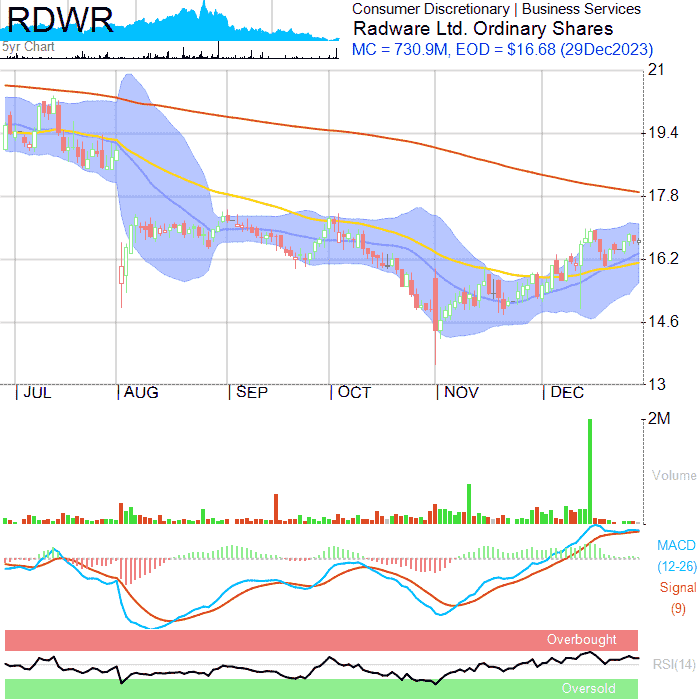 RDWR
5yr Chart
Consumer Discretionary | Business Services
Radware Ltd. Ordinary Shares
MC = 730.9M, EOD = $16.68 (29Dec2023)
21
19.4
17.8
16.2
14.6
13
JUL AUG SEP OCT NOV DEC
2M
Volume
MACD
(12-26)
Signal
(9)
Overbought
RSI(14)
Oversold